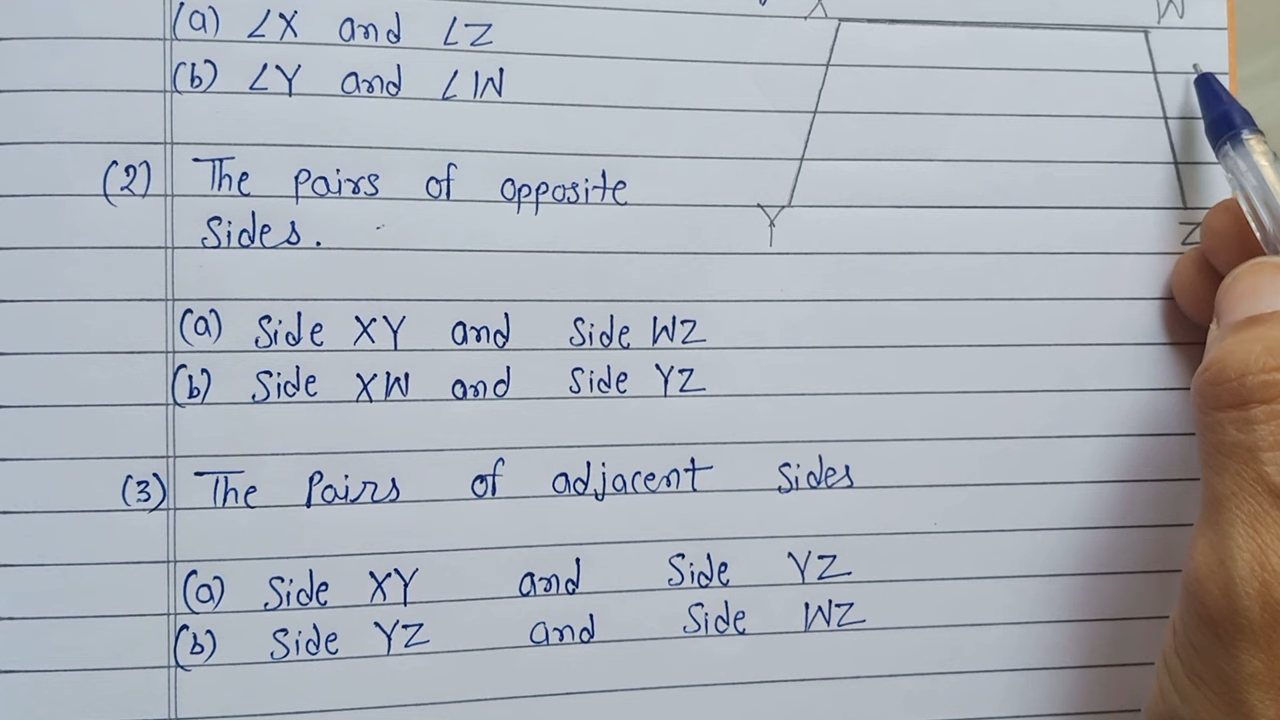 (a) ∠X and ∠Z
(b) ∠Y and ∠W
X
W
Y
Z
(2) The pairs of opposite
Sides.
(a) Side XY and Side WZ
(b) Side XW and Side YZ
(3) The Pairs of adjacent Sides
(a) Side XY and Side YZ
(b) Side YZ and Side WZ